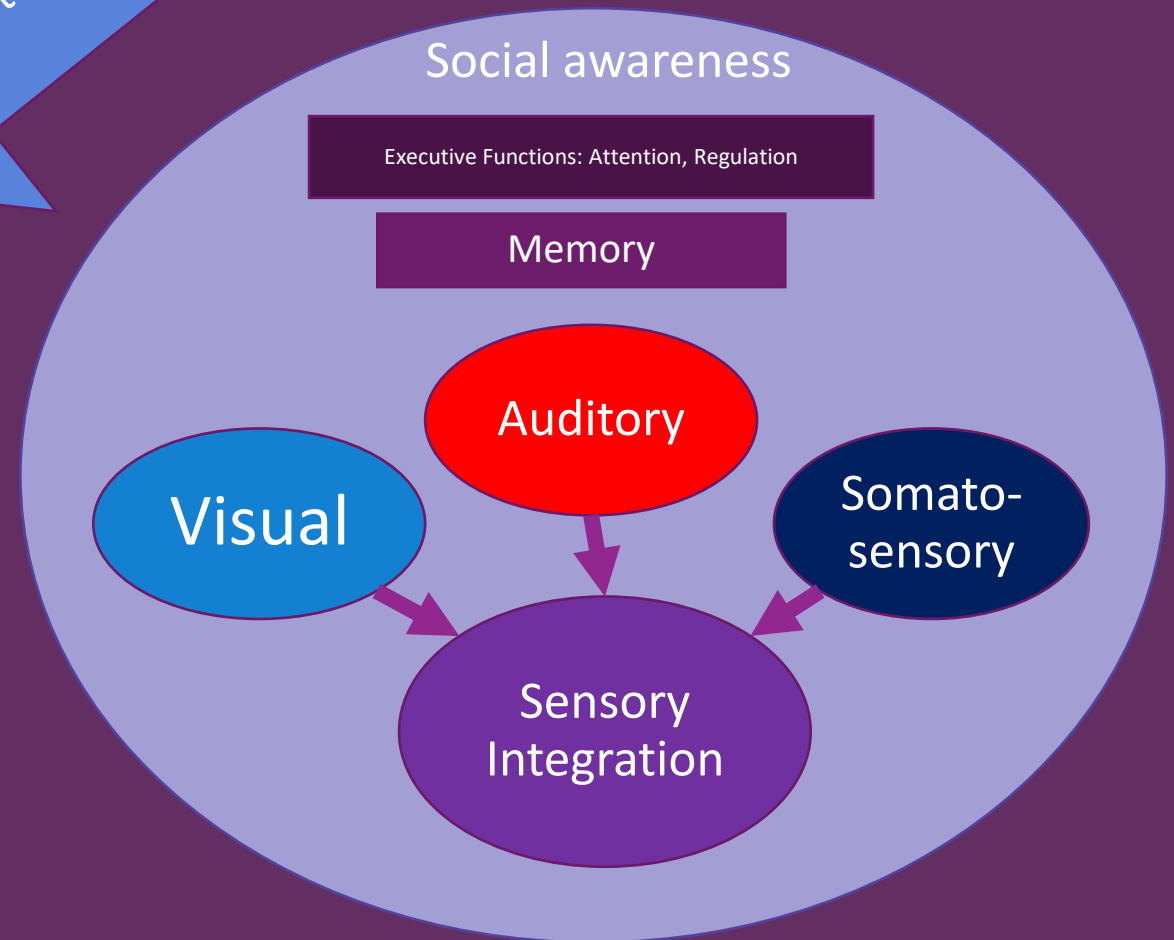 Social awareness
Executive Functions: Attention, Regulation
Memory
Auditory
Visual
Somato-
sensory
Sensory
Integration